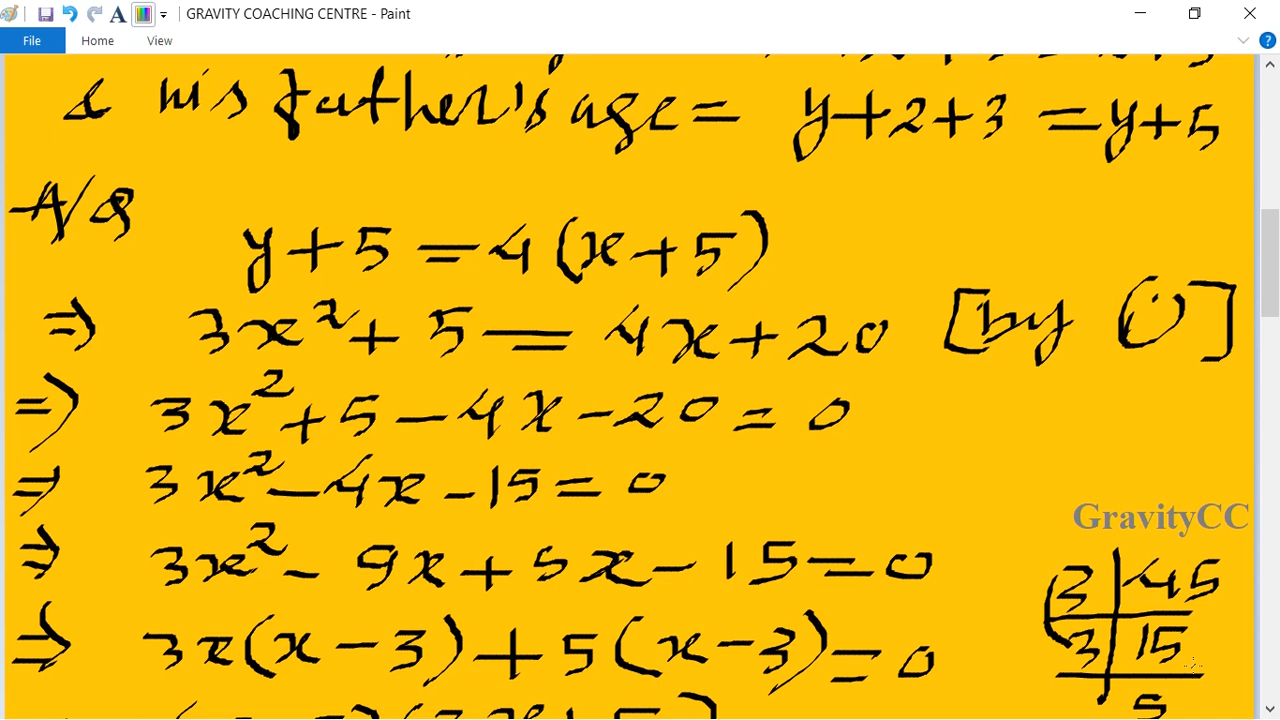 GRAVITY COACHING CENTRE - Paint
File Home View
& his father's age = y+2+3 = y+5
A/Q
y+5 = 4(x+5)
⇒ 3x²+5 = 4x+20 [by (i)]
⇒ 3x²+5-4x-20 = 0
⇒ 3x²-4x-15 = 0
GravityCC
⇒ 3x²-9x+5x-15 = 0
3 | 45
⇒ 3x(x-3)+5(x-3) = 0
3 | 15
5